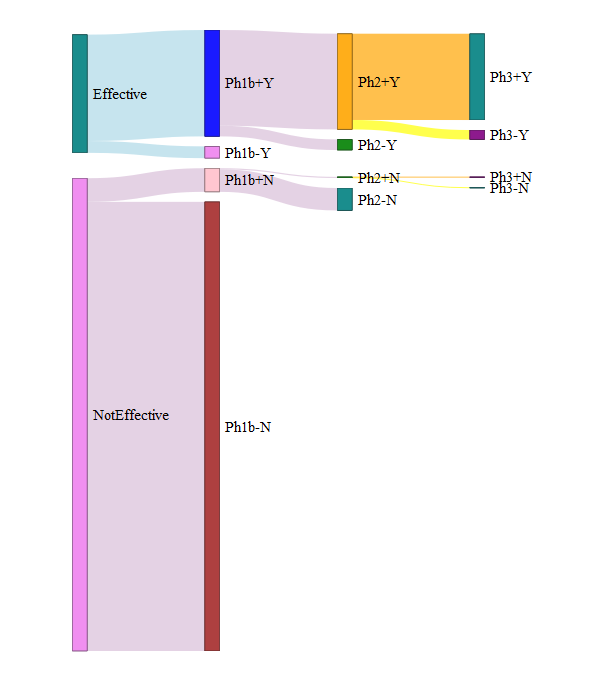 Effective
Ph1b+Y
Ph2+Y
Ph3+Y
Ph3-Y
Ph2-Y
Ph1b-Y
Ph1b+N
Ph2+N
Ph3+N
Ph3-N
Ph2-N
NotEffective
Ph1b-N